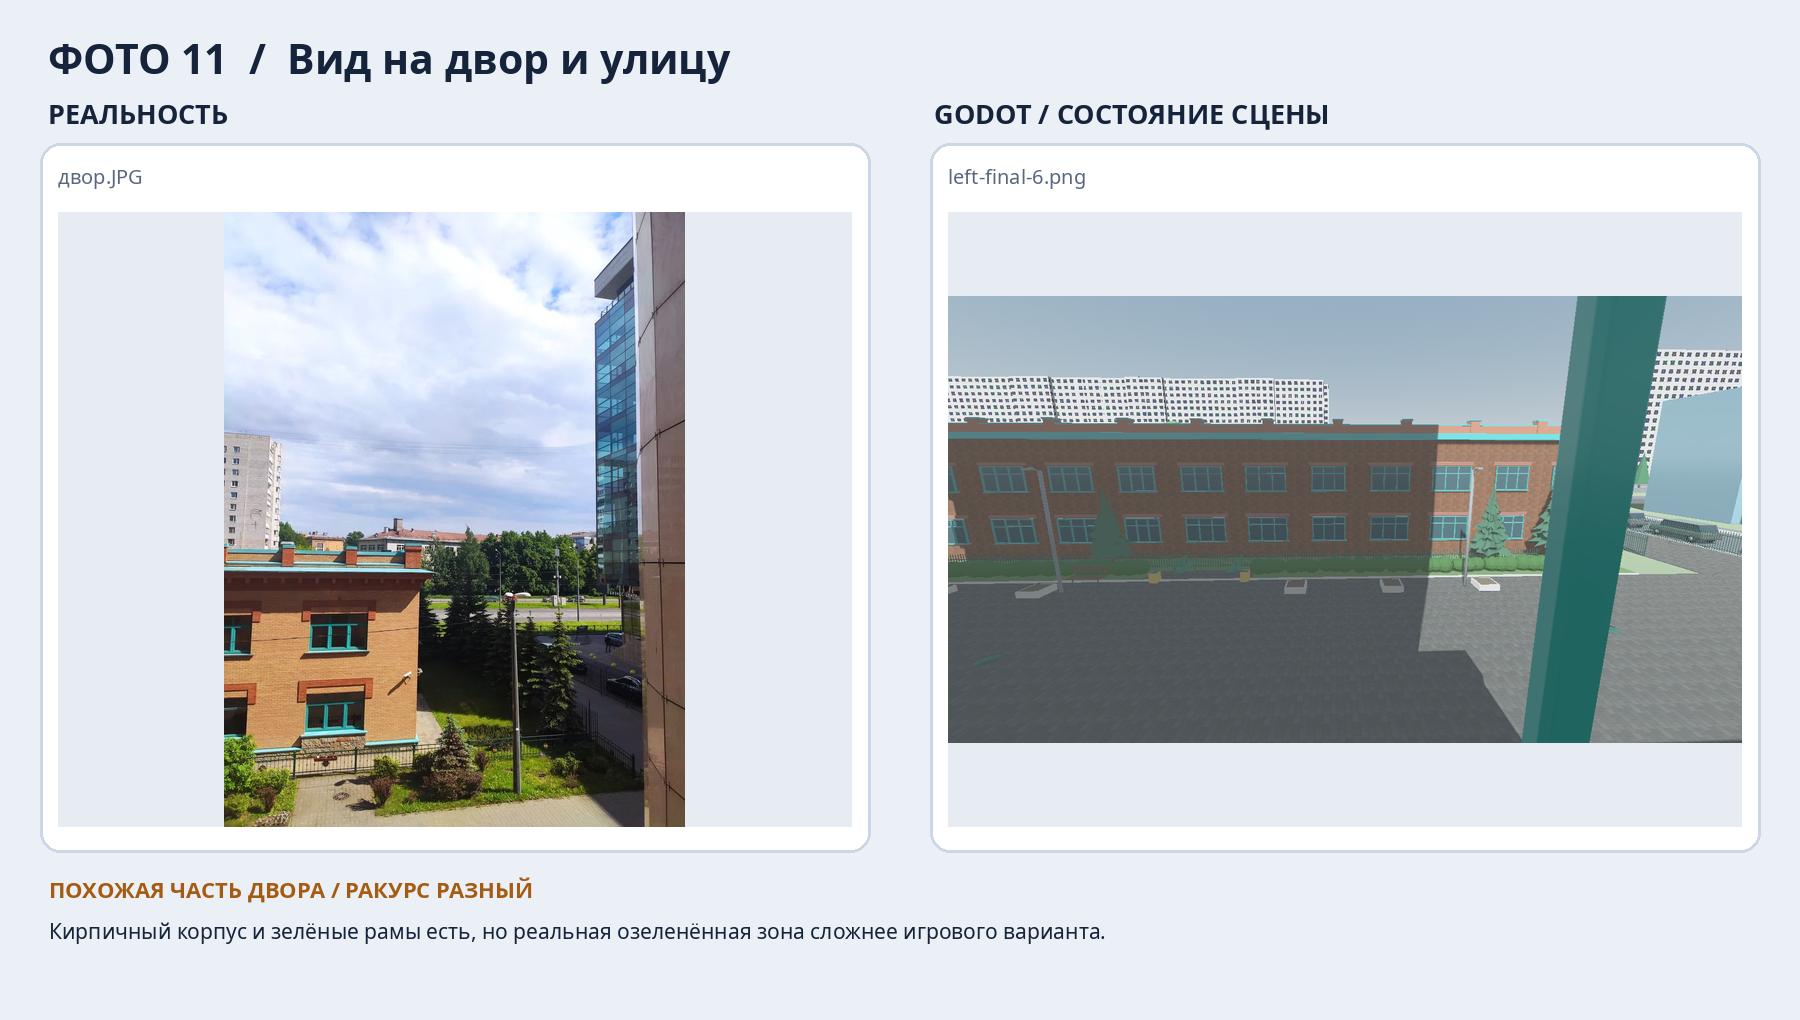 ФОТО 11 / Вид на двор и улицу
РЕАЛЬНОСТЬ
GODOT / СОСТОЯНИЕ СЦЕНЫ
двор.JPG
left-final-6.png
ПОХОЖАЯ ЧАСТЬ ДВОРА / РАКУРС РАЗНЫЙ
Кирпичный корпус и зелёные рамы есть, но реальная озеленённая зона сложнее игрового варианта.